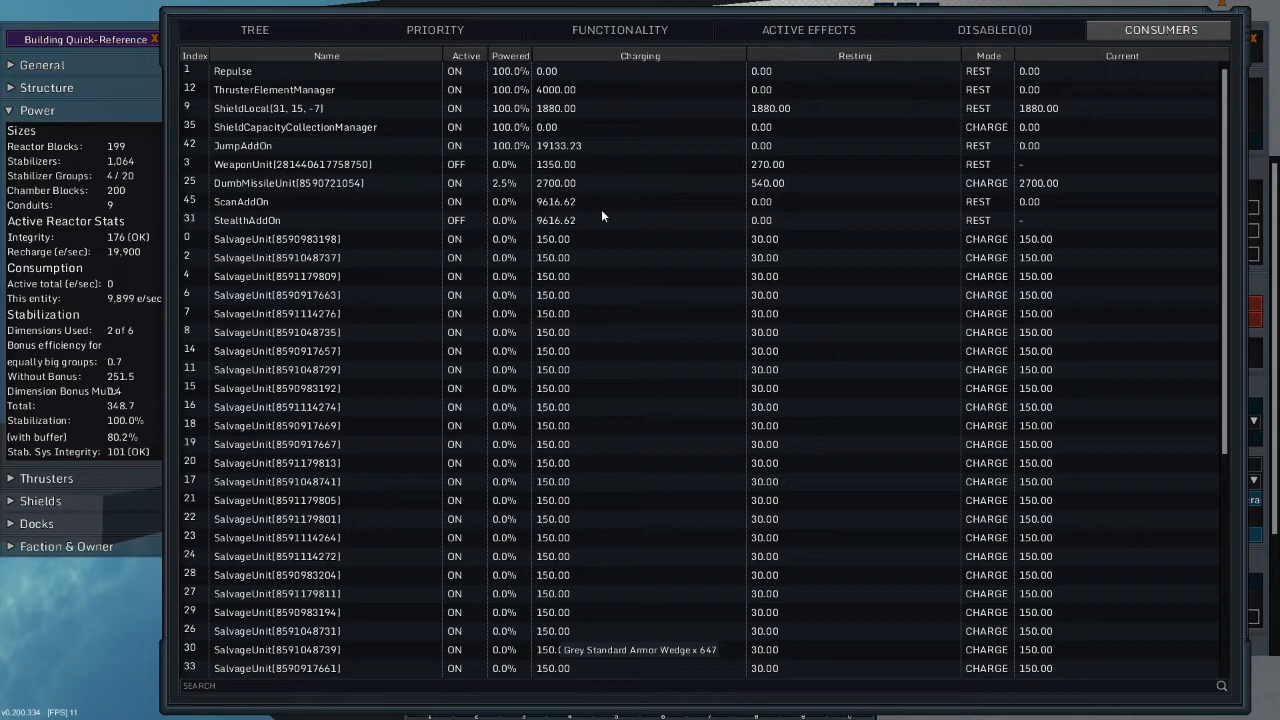 TREE PRIORITY FUNCTIONALITY ACTIVE EFFECTS DISABLED(0) CONSUMERS
Building Quick-Reference X
General
Structure
Power
Sizes
Reactor Blocks: 199
Stabilizers: 1,064
Stabilizer Groups: 4 / 20
Chamber Blocks: 200
Conduits: 9
Active Reactor Stats
Integrity: 176 (OK)
Recharge (e/sec): 19,900
Consumption
Active total (e/sec): 0
This entity: 9,899 e/sec
Stabilization
Dimensions Used: 2 of 6
Bonus efficiency for
equally big groups: 0.7
Without Bonus: 251.5
Dimension Bonus Mult
Total: 348.7
Stabilization: 100.0%
(with buffer) 80.2%
Stab. Sys Integrity: 101 (OK)
Thrusters
Shields
Docks
Faction & Owner
Index Name Active Powered Charging Resting Mode Current
1 Repulse ON 100.0% 0.00 0.00 REST 0.00
12 ThrusterElementManager ON 100.0% 4000.00 0.00 REST 0.00
9 ShieldLocal[31, 15, -7] ON 100.0% 1880.00 1880.00 REST 1880.00
35 ShieldCapacityCollectionManager ON 100.0% 0.00 0.00 CHARGE 0.00
42 JumpAddOn ON 100.0% 19133.23 0.00 REST 0.00
3 WeaponUnit[281440617758750] OFF 0.0% 1350.00 270.00 REST -
25 DumbMissileUnit[8590721054] ON 2.5% 2700.00 540.00 CHARGE 2700.00
45 ScanAddOn ON 0.0% 9616.62 0.00 REST 0.00
31 StealthAddOn OFF 0.0% 9616.62 0.00 REST -
0 SalvageUnit[8590983198] ON 0.0% 150.00 30.00 CHARGE 150.00
2 SalvageUnit[8591048737] ON 0.0% 150.00 30.00 CHARGE 150.00
4 SalvageUnit[8591179809] ON 0.0% 150.00 30.00 CHARGE 150.00
6 SalvageUnit[8590917663] ON 0.0% 150.00 30.00 CHARGE 150.00
7 SalvageUnit[8591114276] ON 0.0% 150.00 30.00 CHARGE 150.00
8 SalvageUnit[8591048735] ON 0.0% 150.00 30.00 CHARGE 150.00
14 SalvageUnit[8590917657] ON 0.0% 150.00 30.00 CHARGE 150.00
11 SalvageUnit[8591048729] ON 0.0% 150.00 30.00 CHARGE 150.00
15 SalvageUnit[8590983192] ON 0.0% 150.00 30.00 CHARGE 150.00
16 SalvageUnit[8591114274] ON 0.0% 150.00 30.00 CHARGE 150.00
18 SalvageUnit[8590917669] ON 0.0% 150.00 30.00 CHARGE 150.00
19 SalvageUnit[8590917667] ON 0.0% 150.00 30.00 CHARGE 150.00
20 SalvageUnit[8591179813] ON 0.0% 150.00 30.00 CHARGE 150.00
17 SalvageUnit[8591048741] ON 0.0% 150.00 30.00 CHARGE 150.00
21 SalvageUnit[8591179805] ON 0.0% 150.00 30.00 CHARGE 150.00
22 SalvageUnit[8591179801] ON 0.0% 150.00 30.00 CHARGE 150.00
23 SalvageUnit[8591114264] ON 0.0% 150.00 30.00 CHARGE 150.00
24 SalvageUnit[8591114272] ON 0.0% 150.00 30.00 CHARGE 150.00
28 SalvageUnit[8590983204] ON 0.0% 150.00 30.00 CHARGE 150.00
27 SalvageUnit[8591179811] ON 0.0% 150.00 30.00 CHARGE 150.00
29 SalvageUnit[8590983194] ON 0.0% 150.00 30.00 CHARGE 150.00
26 SalvageUnit[8591048731] ON 0.0% 150.00 30.00 CHARGE 150.00
30 SalvageUnit[8591048739] ON 0.0% 150.( Grey Standard Armor Wedge x 647 30.00 CHARGE 150.00
33 SalvageUnit[8590917661] ON 0.0% 150.00 30.00 CHARGE 150.00
SEARCH
v0.200.334 [FPS] 11
1 2 3 4 5 6 7 8 9 0